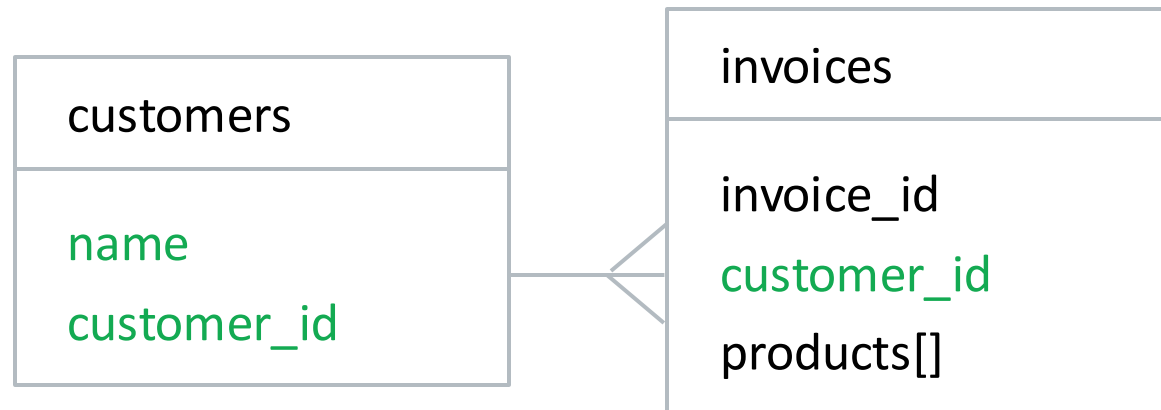 customers
name
customer_id
invoices
invoice_id
customer_id
products[]